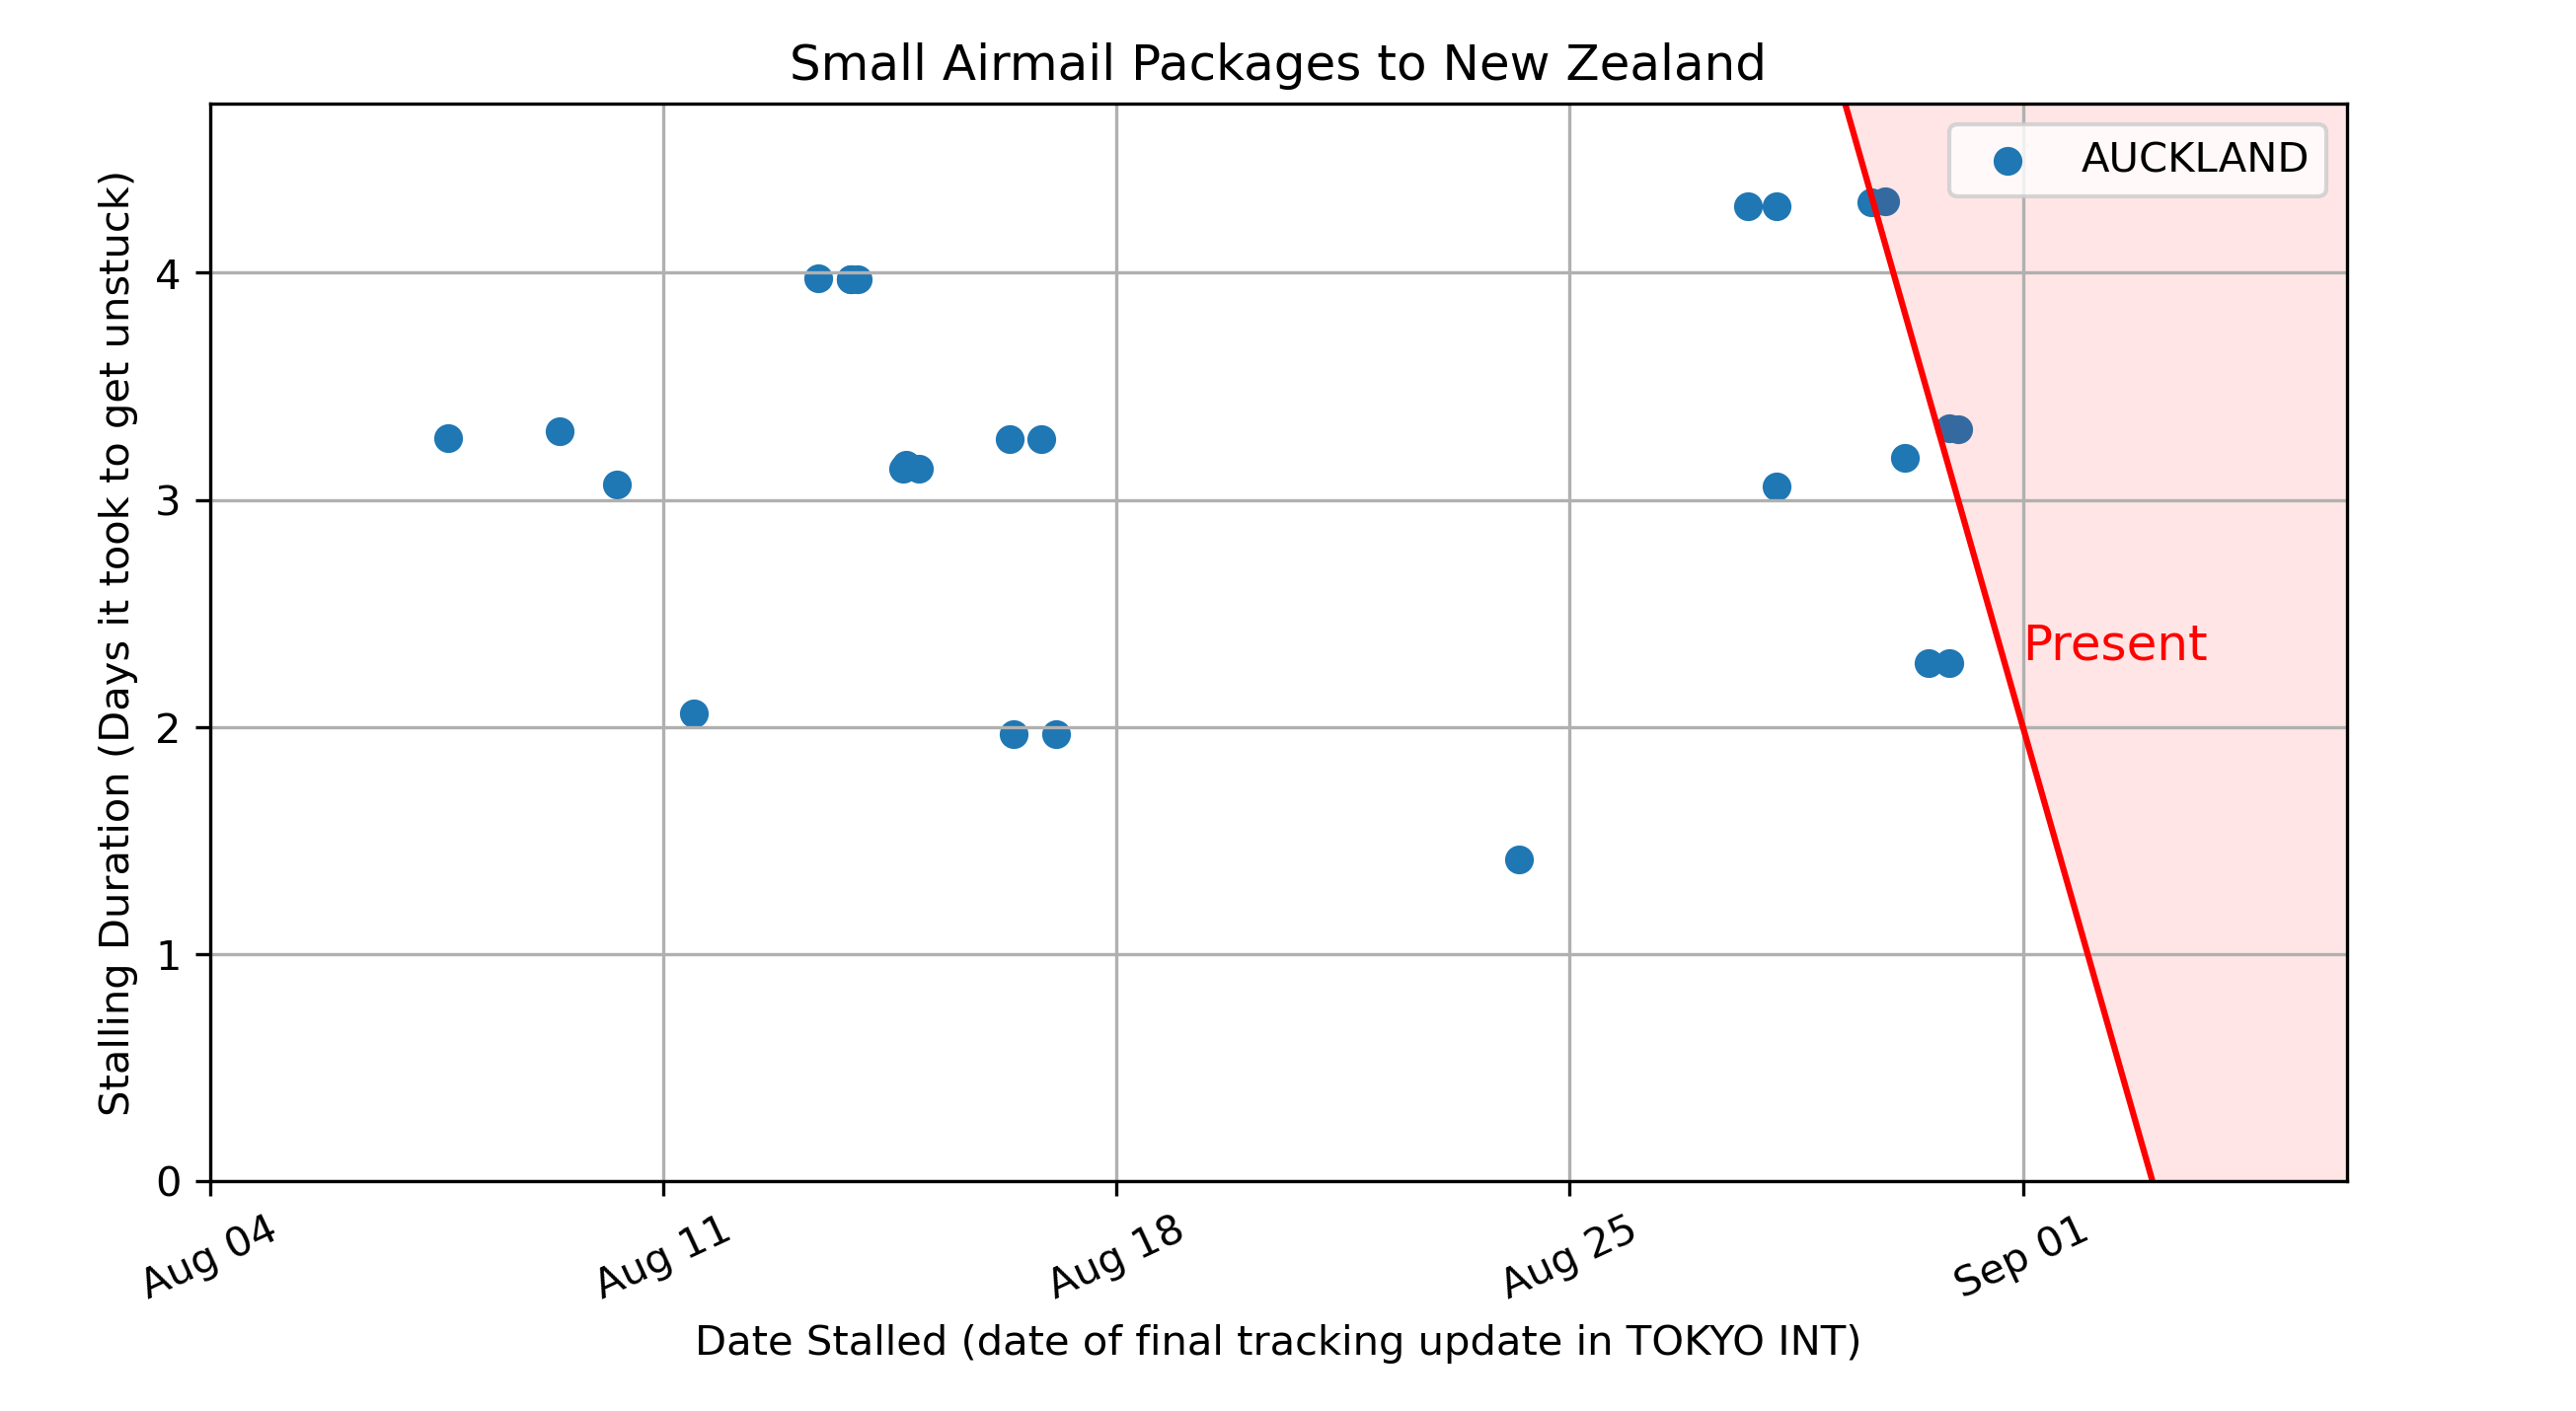 Small Airmail Packages to New Zealand
AUCKLAND
Stalling Duration (Days it took to get unstuck)
4
3
2
1
0
Present
Aug 04
Aug 11
Aug 18
Aug 25
Sep 01
Date Stalled (date of final tracking update in TOKYO INT)